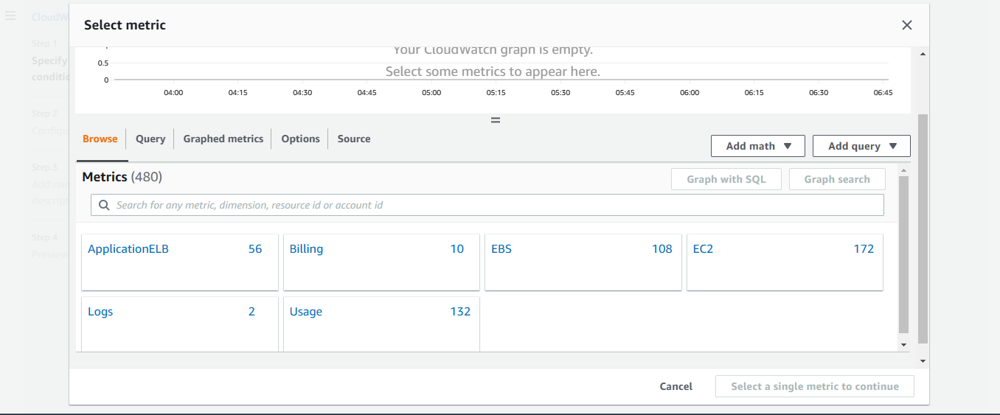 CloudW
Select metric
Step 1
Specify
conditio
Your CloudWatch graph is empty.
Select some metrics to appear here.
0.5
0
04:00 04:15 04:30 04:45 05:00 05:15 05:30 05:45 06:00 06:15 06:30 06:45
Step 2
Configu
Browse Query Graphed metrics Options Source
Add math Add query
Step 3
Add nam
descript
Metrics (480)
Graph with SQL Graph search
Search for any metric, dimension, resource id or account id
Step 4
Preview
ApplicationELB 56 Billing 10 EBS 108 EC2 172
Logs 2 Usage 132
Cancel Select a single metric to continue